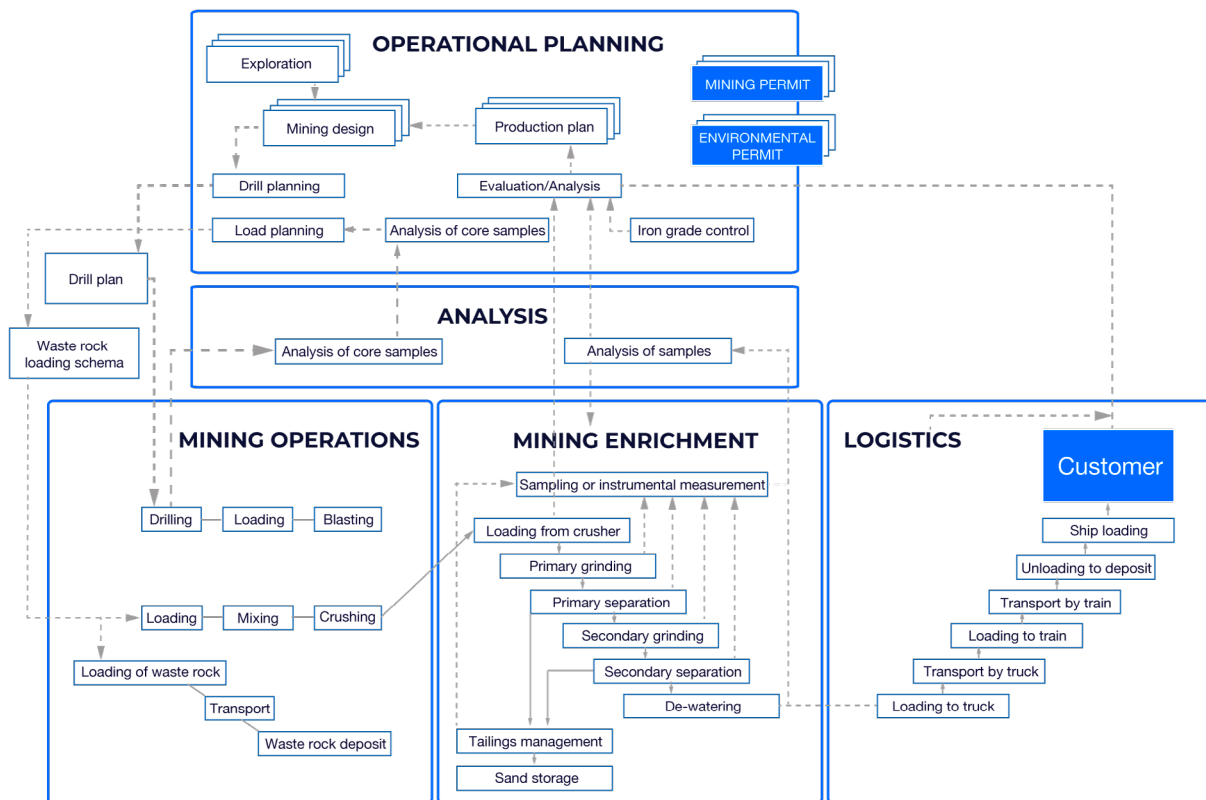 OPERATIONAL PLANNING
Exploration
MINING PERMIT
Mining design
Production plan
ENVIRONMENTAL
PERMIT
Drill planning
Evaluation/Analysis
Load planning
Analysis of core samples
Iron grade control
Drill plan
ANALYSIS
Waste rock
loading schema
Analysis of core samples
Analysis of samples
MINING OPERATIONS
Drilling
Loading
Blasting
Loading
Mixing
Crushing
Loading of waste rock
Transport
Waste rock deposit
MINING ENRICHMENT
Sampling or instrumental measurement
Loading from crusher
Primary grinding
Primary separation
Secondary grinding
Secondary separation
De-watering
Tailings management
Sand storage
LOGISTICS
Customer
Ship loading
Unloading to deposit
Transport by train
Loading to train
Transport by truck
Loading to truck